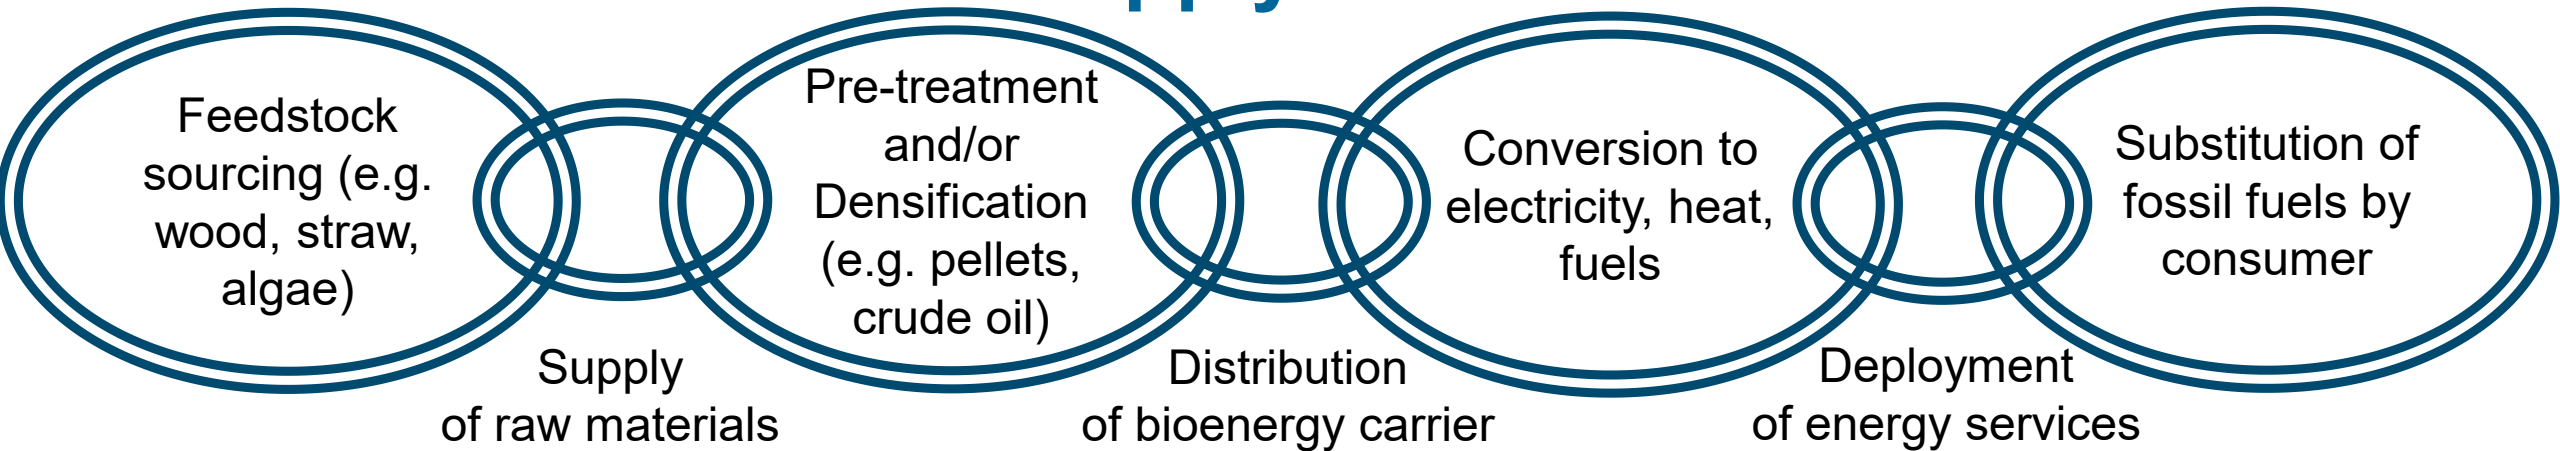 Feedstock
sourcing (e.g.
wood, straw,
algae)
Supply
of raw materials
Pre-treatment
and/or
Densification
(e.g. pellets,
crude oil)
Distribution
of bioenergy carrier
Conversion to
electricity, heat,
fuels
Deployment
of energy services
Substitution of
fossil fuels by
consumer